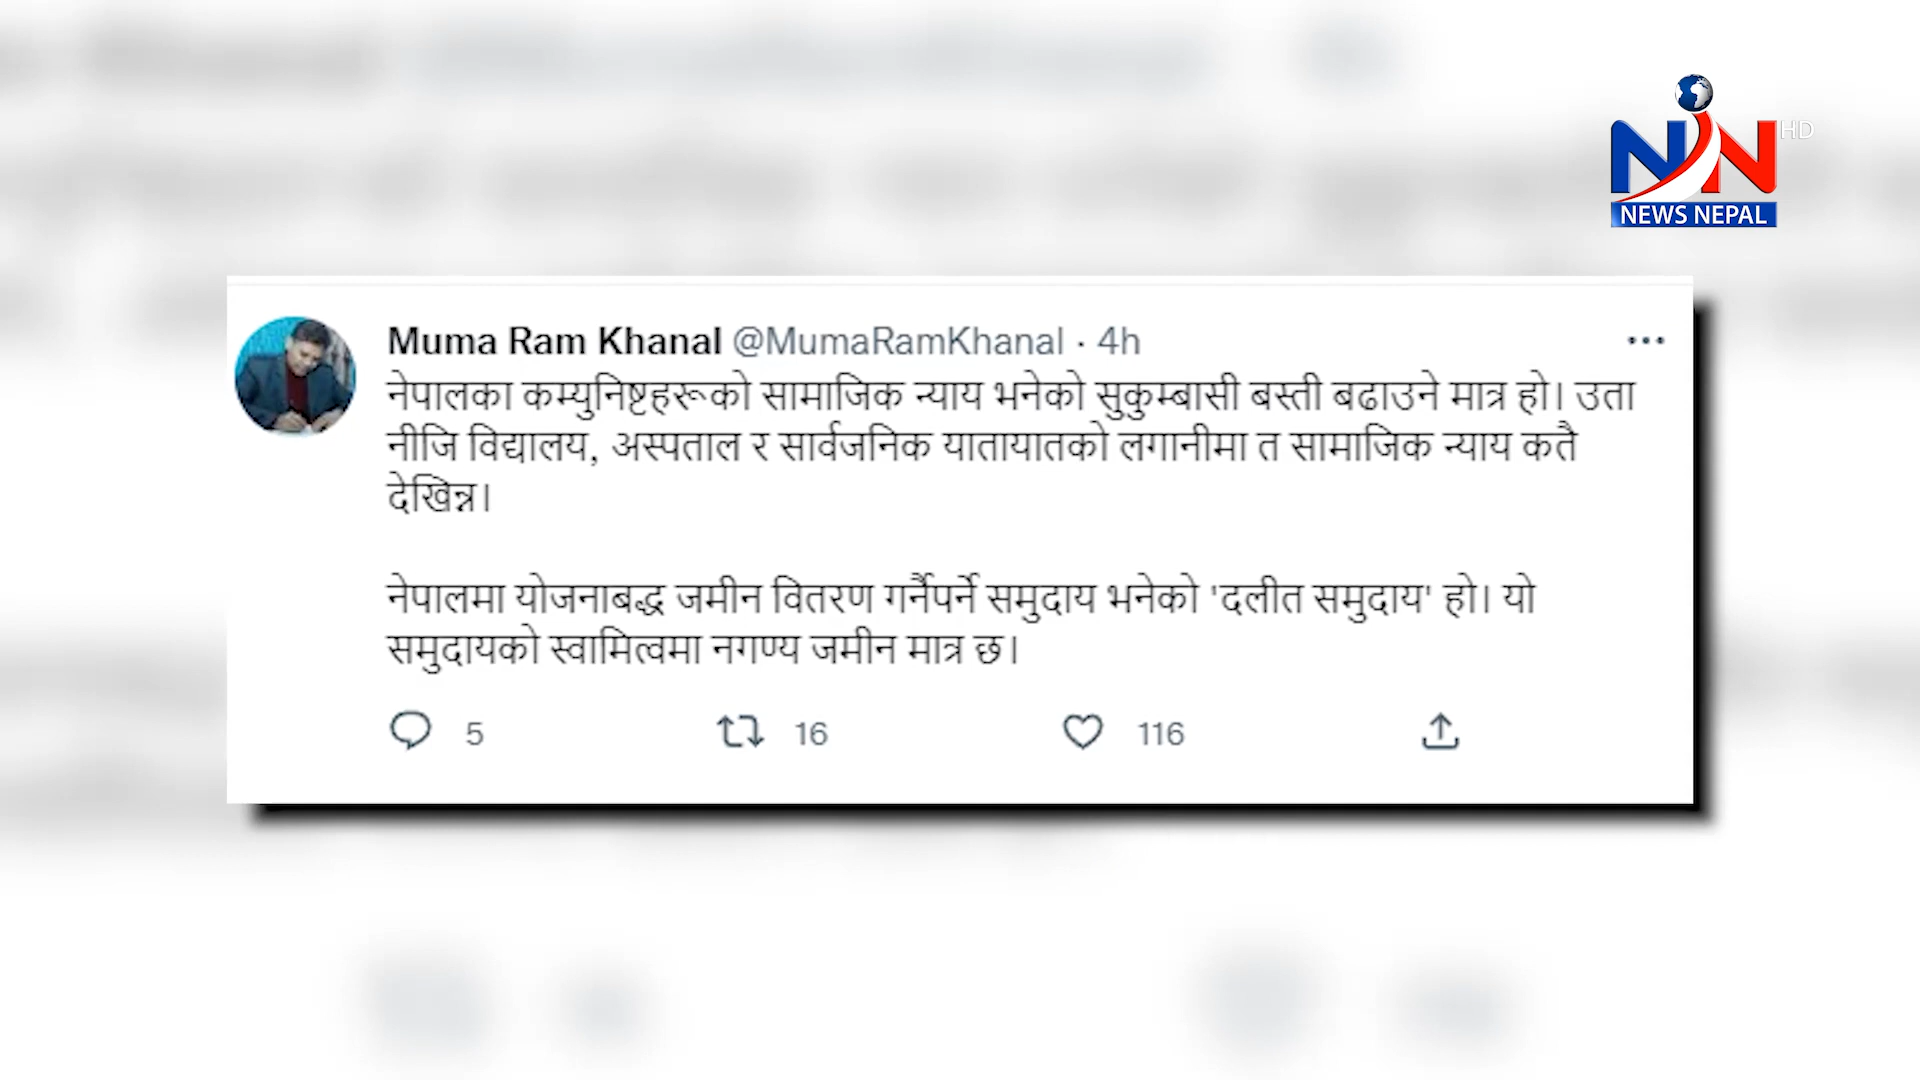 NN HD
NEWS NEPAL
Muma Ram Khanal @MumaRamKhanal · 4h
नेपालका कम्युनिष्टहरूको सामाजिक न्याय भनेको सुकुम्बासी बस्ती बढाउने मात्र हो। उता
नीजि विद्यालय, अस्पताल र सार्वजनिक यातायातको लगानीमा त सामाजिक न्याय कतै
देखिन्न।
नेपालमा योजनाबद्ध जमीन वितरण गर्नैपर्ने समुदाय भनेको 'दलीत समुदाय' हो। यो
समुदायको स्वामित्वमा नगण्य जमीन मात्र छ।
5 16 116